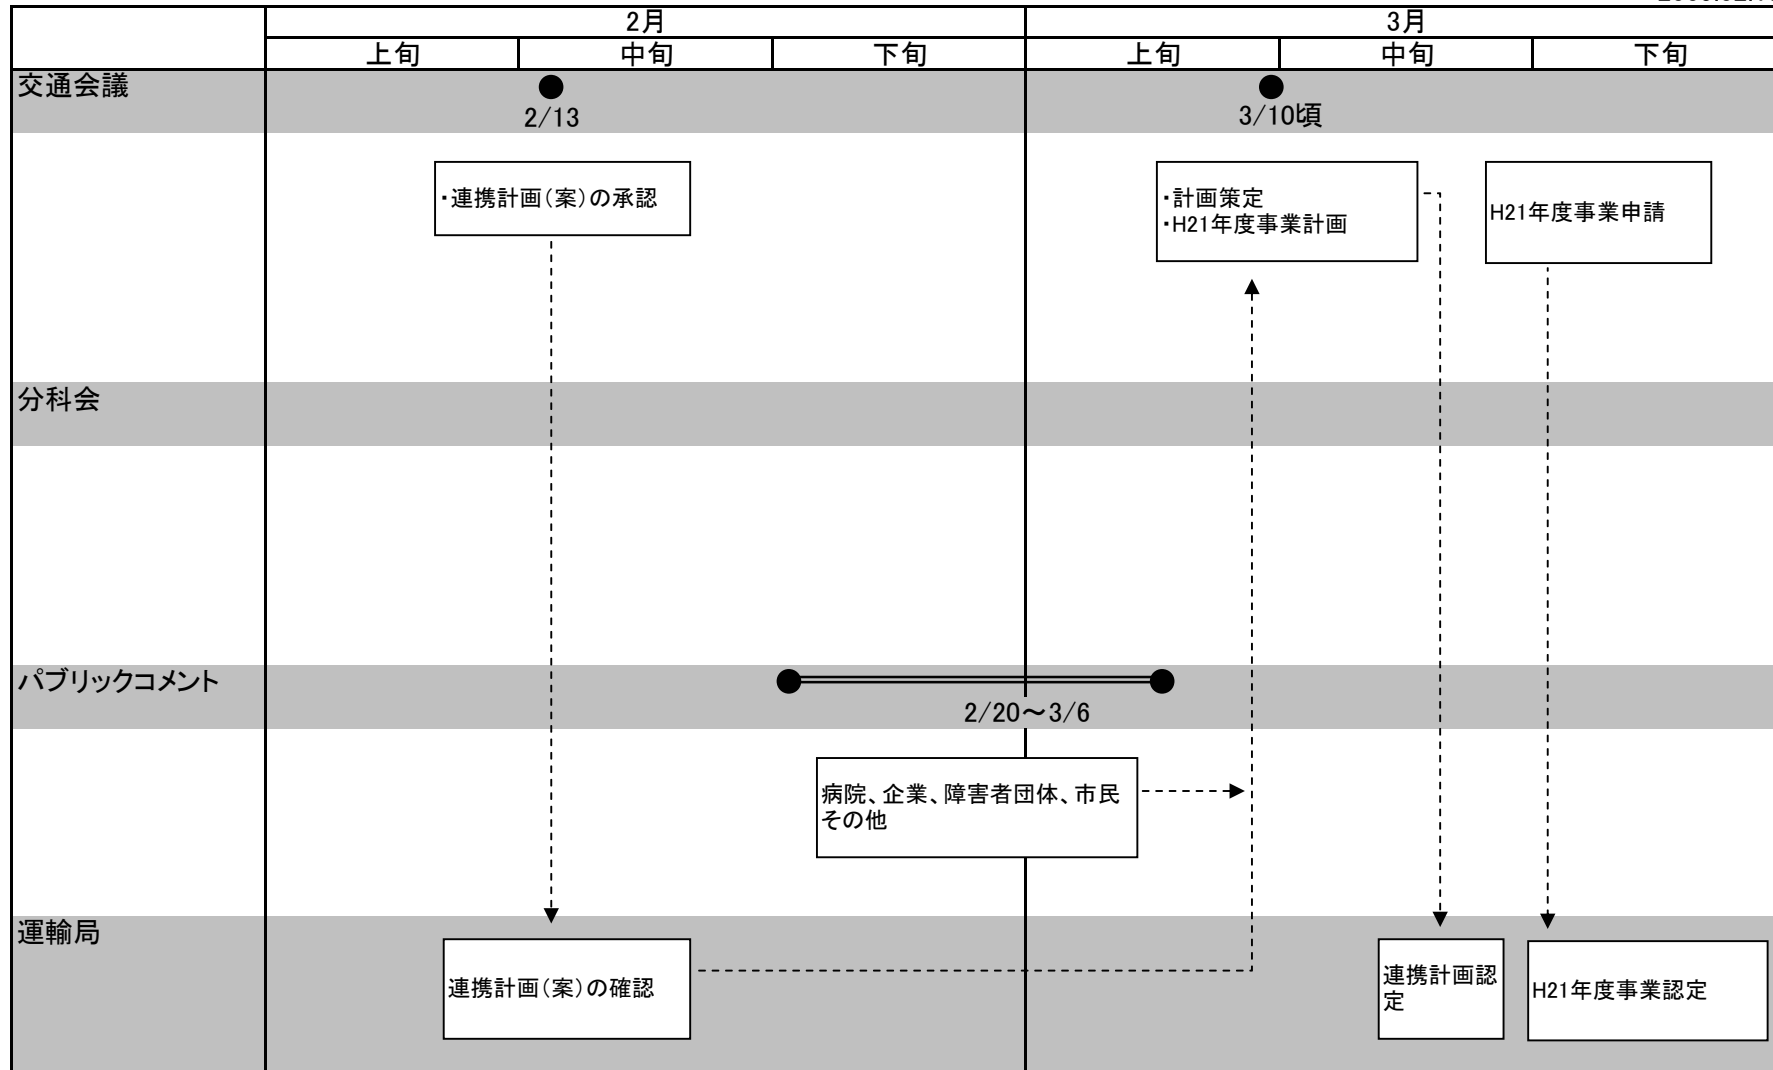 2月 3月
上旬 中旬 下旬 上旬 中旬 下旬
交通会議
2/13 3/10頃
・連携計画(案)の承認
・計画策定
・H21年度事業計画
H21年度事業申請
分科会
パブリックコメント
2/20～3/6
病院、企業、障害者団体、市民
その他
運輸局
連携計画(案)の確認
連携計画認
定
H21年度事業認定